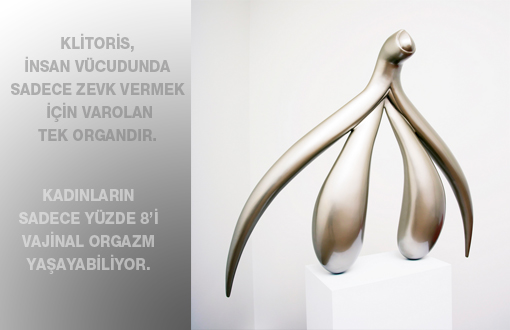 KLİTORİS,
İNSAN VÜCUDUNDA
SADECE ZEVK VERMEK
İÇİN VAROLAN
TEK ORGANDIR.
KADINLARIN
SADECE YÜZDE 8'İ
VAJİNAL ORGAZM
YAŞAYABİLİYOR.